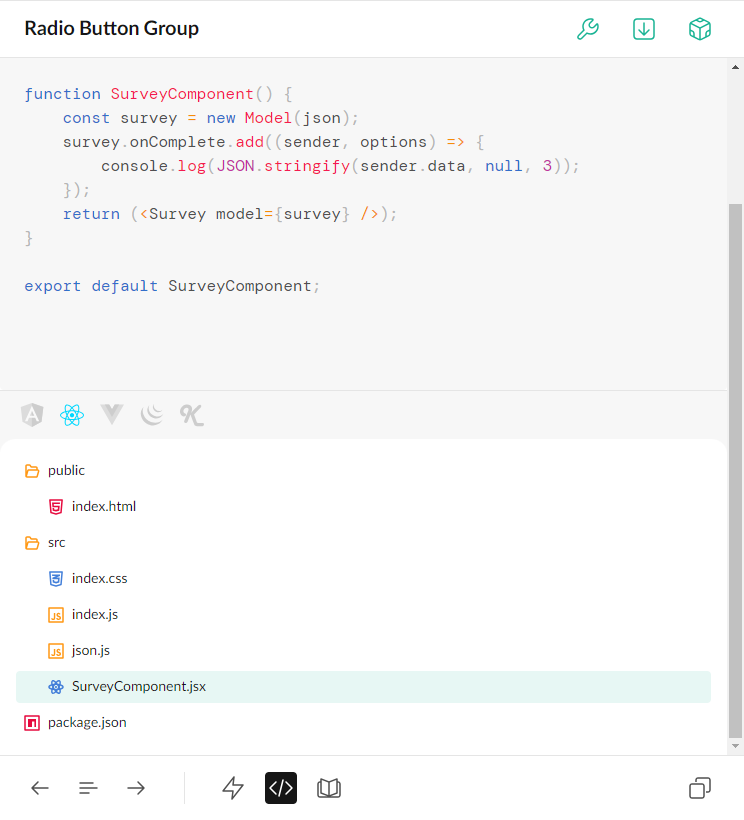 Radio Button Group
function SurveyComponent() {
    const survey = new Model(json);
    survey.onComplete.add((sender, options) => {
        console.log(JSON.stringify(sender.data, null, 3));
    });
    return (<Survey model={survey} />);
}
export default SurveyComponent;
public
index.html
src
index.css
JS index.js
JS json.js
SurveyComponent.jsx
package.json